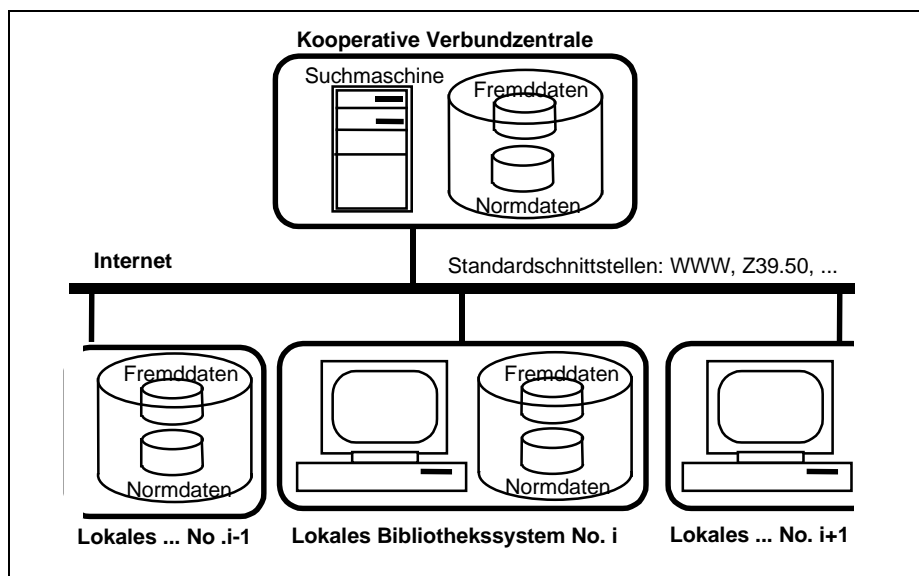 Kooperative Verbundzentrale
Suchmaschine
Fremddaten
Normdaten
Internet
Standardschnittstellen: WWW, Z39.50, ...
Fremddaten
Normdaten
Fremddaten
Normdaten
Lokales ... No .i-1
Lokales Bibliothekssystem No. i
Lokales ... No. i+1